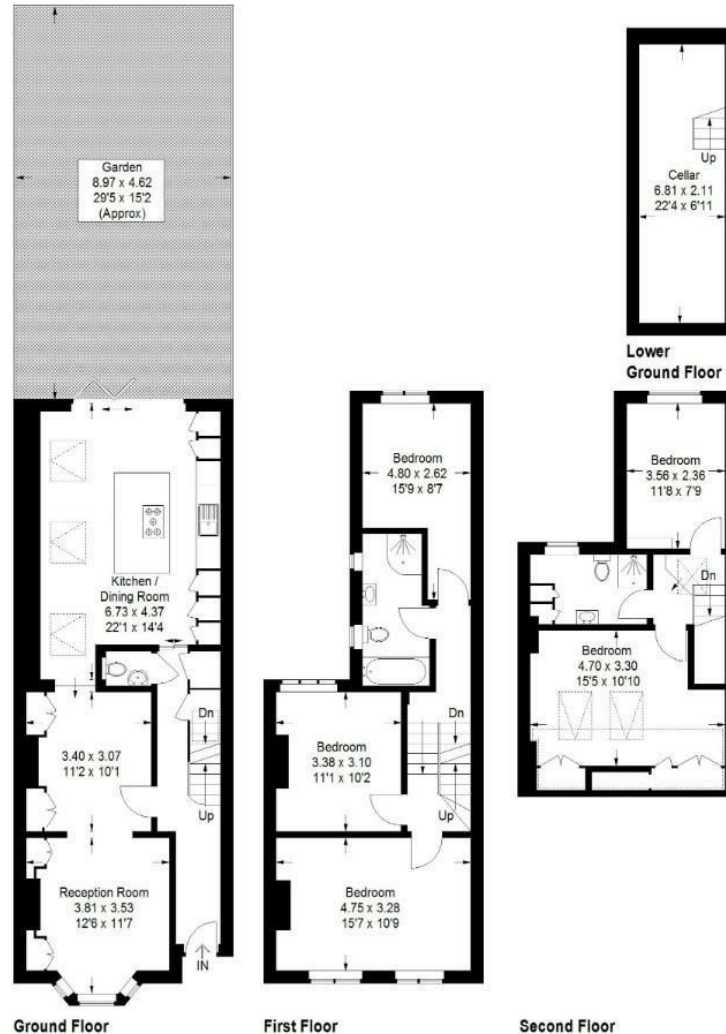 Garden
8.97 x 4.62
29'5 x 15'2
(Approx)
Kitchen /
Dining Room
6.73 x 4.37
22'1 x 14'4
Dn
3.40 x 3.07
11'2 x 10'1
Up
Reception Room
3.81 x 3.53
12'6 x 11'7
IN
Ground Floor
Bedroom
4.80 x 2.62
15'9 x 8'7
Dn
Bedroom
3.38 x 3.10
11'1 x 10'2
Up
Bedroom
4.75 x 3.28
15'7 x 10'9
First Floor
Up
Cellar
6.81 x 2.11
22'4 x 6'11
Lower
Ground Floor
Bedroom
3.56 x 2.36
11'8 x 7'9
Dn
Bedroom
4.70 x 3.30
15'5 x 10'10
Second Floor